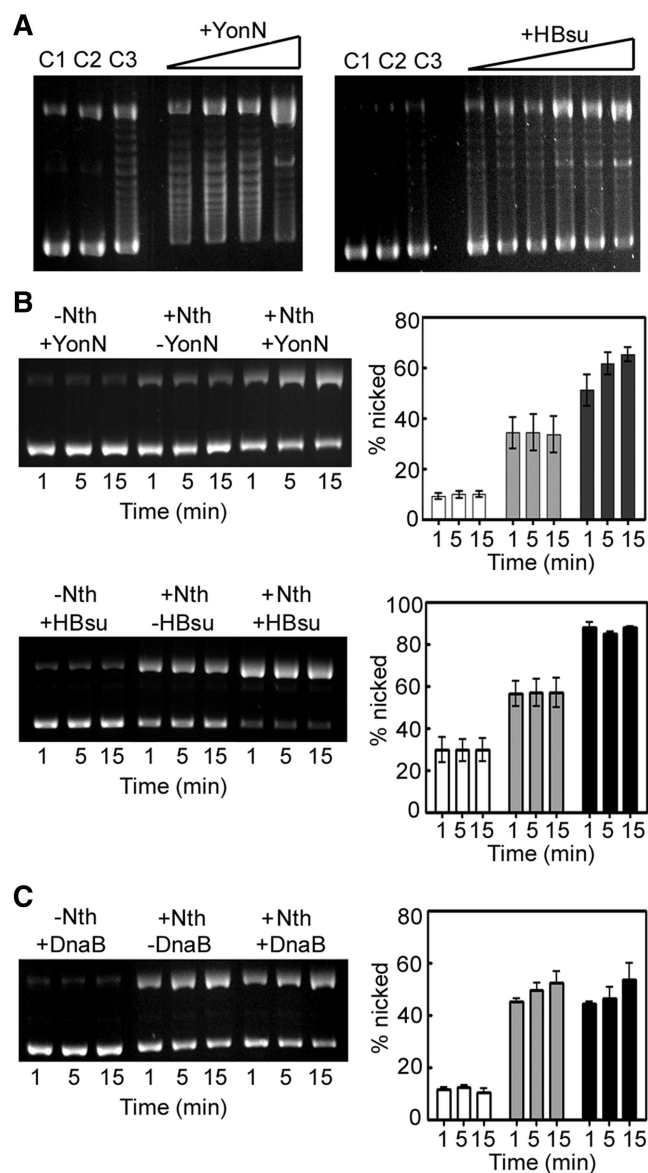 A
+YonN
C1 C2 C3
+HBsu
C1 C2 C3
B
-Nth +Nth +Nth
+YonN -YonN +YonN
1 5 15 1 5 15 1 5 15
Time (min)
% nicked
80
60
40
20
0
1 5 15 1 5 15 1 5 15
Time (min)
-Nth +Nth +Nth
+HBsu -HBsu +HBsu
1 5 15 1 5 15 1 5 15
Time (min)
% nicked
100
80
60
40
20
0
1 5 15 1 5 15 1 5 15
Time (min)
C
-Nth +Nth +Nth
+DnaB -DnaB +DnaB
1 5 15 1 5 15 1 5 15
Time (min)
% nicked
80
60
40
20
0
1 5 15 1 5 15 1 5 15
Time (min)